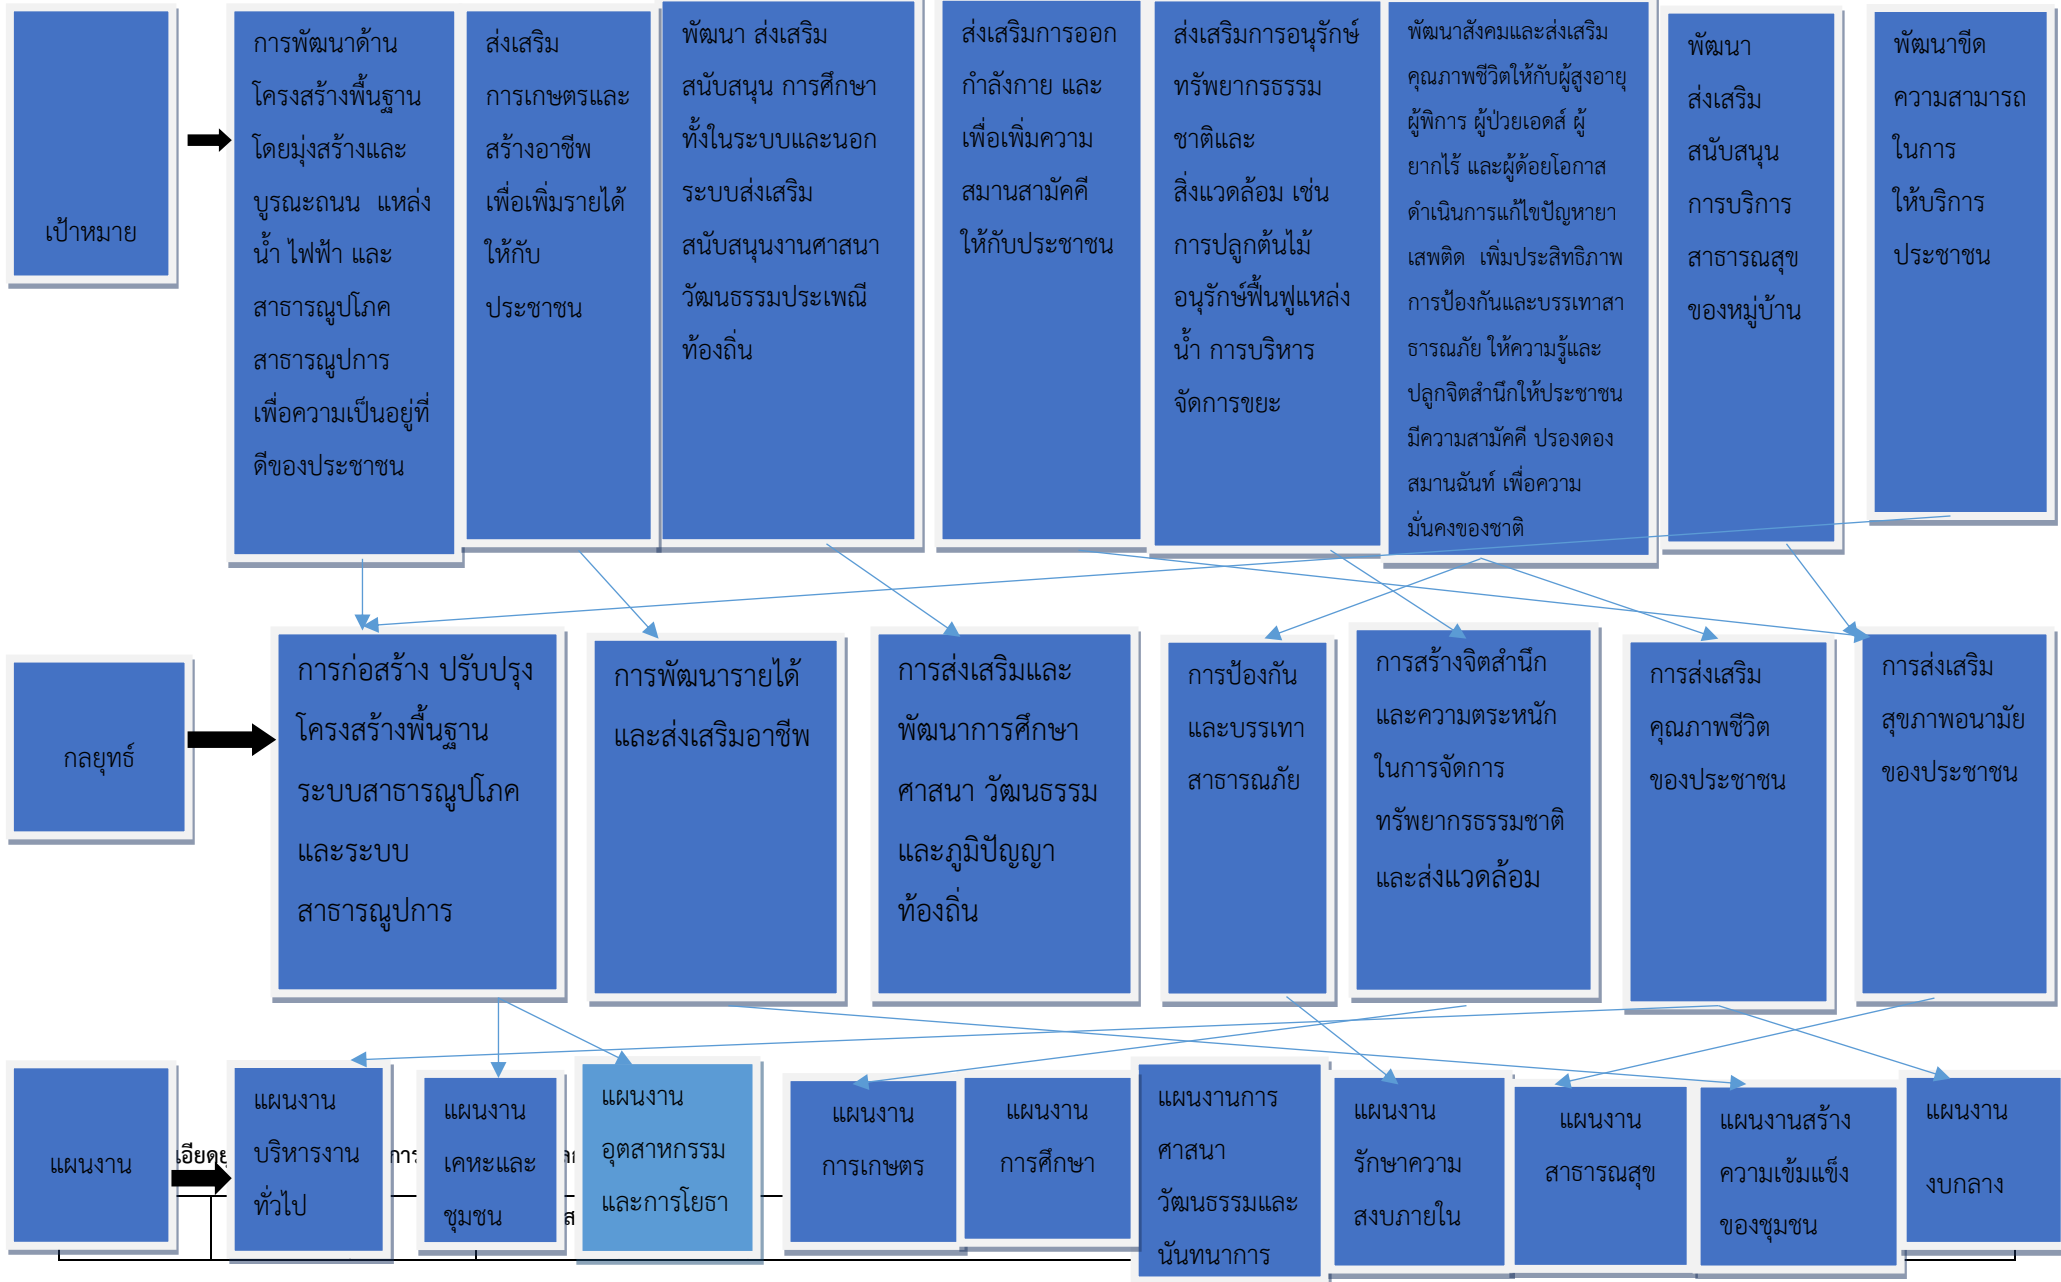 เป้าหมาย
การพัฒนาด้าน
โครงสร้างพื้นฐาน
โดยมุ่งสร้างและ
บูรณะถนน แหล่ง
น้ำ ไฟฟ้า และ
สาธารณูปโภค
สาธารณูปการ
เพื่อความเป็นอยู่ที่
ดีของประชาชน
ส่งเสริม
การเกษตรและ
สร้างอาชีพ
เพื่อเพิ่มรายได้
ให้กับ
ประชาชน
พัฒนา ส่งเสริม
สนับสนุน การศึกษา
ทั้งในระบบและนอก
ระบบส่งเสริม
สนับสนุนงานศาสนา
วัฒนธรรมประเพณี
ท้องถิ่น
ส่งเสริมการออก
กำลังกาย และ
เพื่อเพิ่มความ
สมานสามัคคี
ให้กับประชาชน
ส่งเสริมการอนุรักษ์
ทรัพยากรธรรม
ชาติและ
สิ่งแวดล้อม เช่น
การปลูกต้นไม้
อนุรักษ์ฟื้นฟูแหล่ง
น้ำ การบริหาร
จัดการขยะ
พัฒนาสังคมและส่งเสริม
คุณภาพชีวิตให้กับผู้สูงอายุ
ผู้พิการ ผู้ป่วยเอดส์ ผู้
ยากไร้ และผู้ด้อยโอกาส
ดำเนินการแก้ไขปัญหายา
เสพติด เพิ่มประสิทธิภาพ
การป้องกันและบรรเทาสา
ธารณภัย ให้ความรู้และ
ปลูกจิตสำนึกให้ประชาชน
มีความสามัคคี ปรองดอง
สมานฉันท์ เพื่อความ
มั่นคงของชาติ
พัฒนา
ส่งเสริม
สนับสนุน
การบริการ
สาธารณสุข
ของหมู่บ้าน
พัฒนาขีด
ความสามารถ
ในการ
ให้บริการ
ประชาชน
กลยุทธ์
การก่อสร้าง ปรับปรุง
โครงสร้างพื้นฐาน
ระบบสาธารณูปโภค
และระบบ
สาธารณูปการ
การพัฒนารายได้
และส่งเสริมอาชีพ
การส่งเสริมและ
พัฒนาการศึกษา
ศาสนา วัฒนธรรม
และภูมิปัญญา
ท้องถิ่น
การป้องกัน
และบรรเทา
สาธารณภัย
การสร้างจิตสำนึก
และความตระหนัก
ในการจัดการ
ทรัพยากรธรรมชาติ
และส่งแวดล้อม
การส่งเสริม
คุณภาพชีวิต
ของประชาชน
การส่งเสริม
สุขภาพอนามัย
ของประชาชน
แผนงาน
แผนงาน
บริหารงาน
ทั่วไป
แผนงาน
เคหะและ
ชุมชน
แผนงาน
อุตสาหกรรม
และการโยธา
แผนงาน
การเกษตร
แผนงาน
การศึกษา
แผนงานการ
ศาสนา
วัฒนธรรมและ
นันทนาการ
แผนงาน
รักษาความ
สงบภายใน
แผนงาน
สาธารณสุข
แผนงานสร้าง
ความเข้มแข็ง
ของชุมชน
แผนงาน
งบกลาง